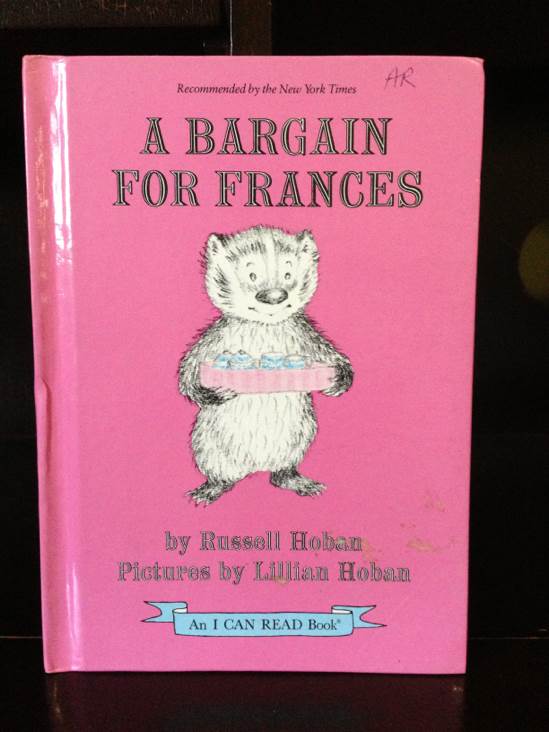 AR
Recommended by the New York Times
A BARGAIN
FOR FRANCES
by Russell Hoban
Pictures by Lillian Hoban
An I CAN READ Book®